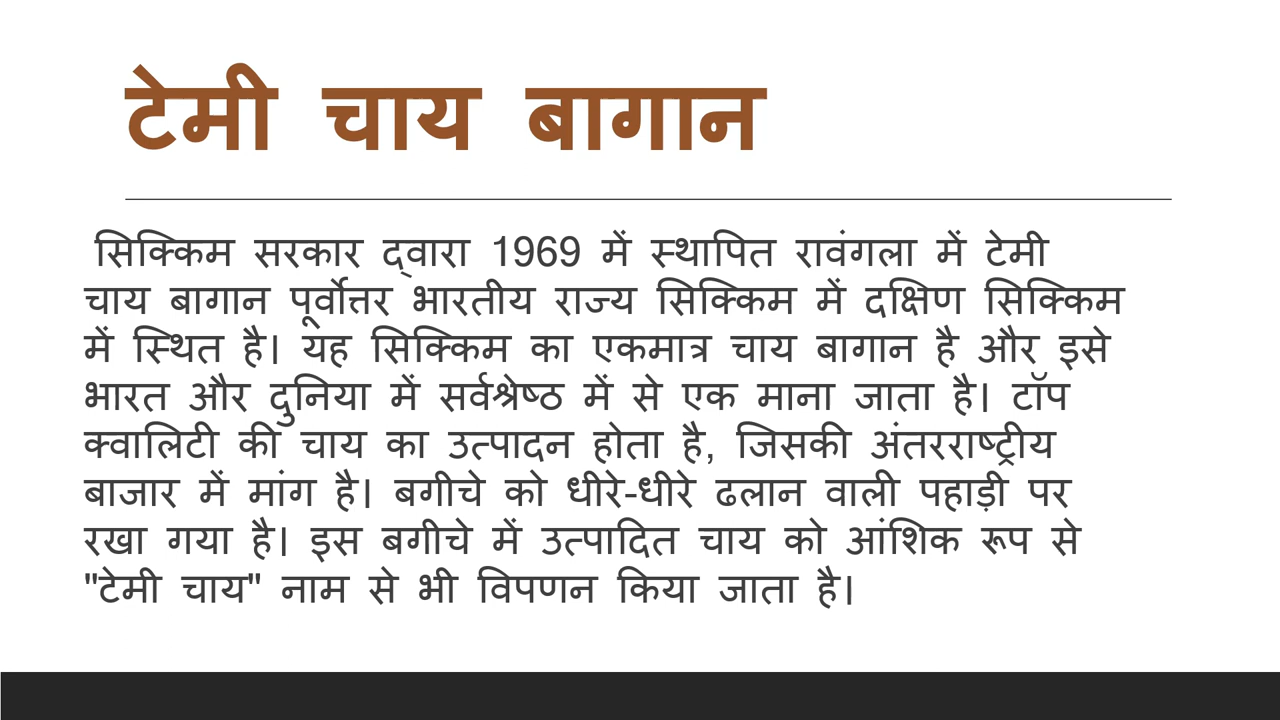 टेमी चाय बागान
सिक्किम सरकार द्वारा 1969 में स्थापित रावंगला में टेमी
चाय बागान पूर्वोत्तर भारतीय राज्य सिक्किम में दक्षिण सिक्किम
में स्थित है। यह सिक्किम का एकमात्र चाय बागान है और इसे
भारत और दुनिया में सर्वश्रेष्ठ में से एक माना जाता है। टॉप
क्वालिटी की चाय का उत्पादन होता है, जिसकी अंतरराष्ट्रीय
बाजार में मांग है। बगीचे को धीरे-धीरे ढलान वाली पहाड़ी पर
रखा गया है। इस बगीचे में उत्पादित चाय को आंशिक रूप से
"टेमी चाय" नाम से भी विपणन किया जाता है।